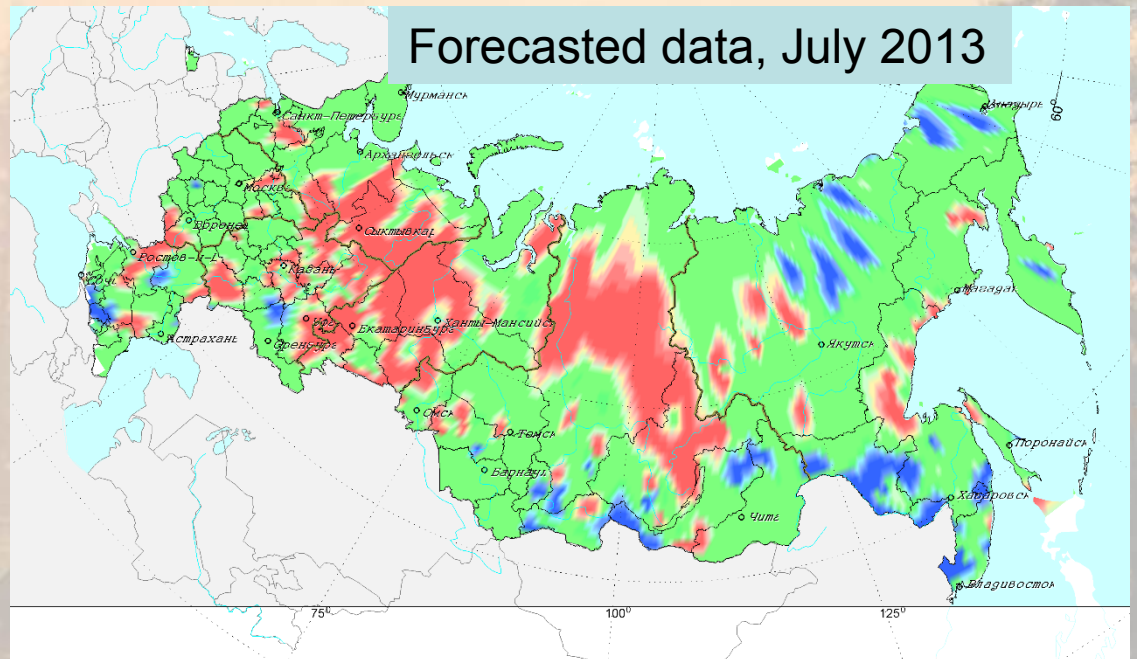 Forecasted data, July 2013
Мурманск
Анадырь
60°
Санкт-Петербург
Архангельск
Москва
Воронеж
Сыктывкар
Ростов-н-Д
Казань
Магадан
Сочи
Уфа
Екатеринбург
Ханты-Мансийск
Якутск
Астрахань
Оренбург
Омск
Томск
Поронайск
Барнаул
Хабаровск
Чита
Владивосток
75°
100°
125°